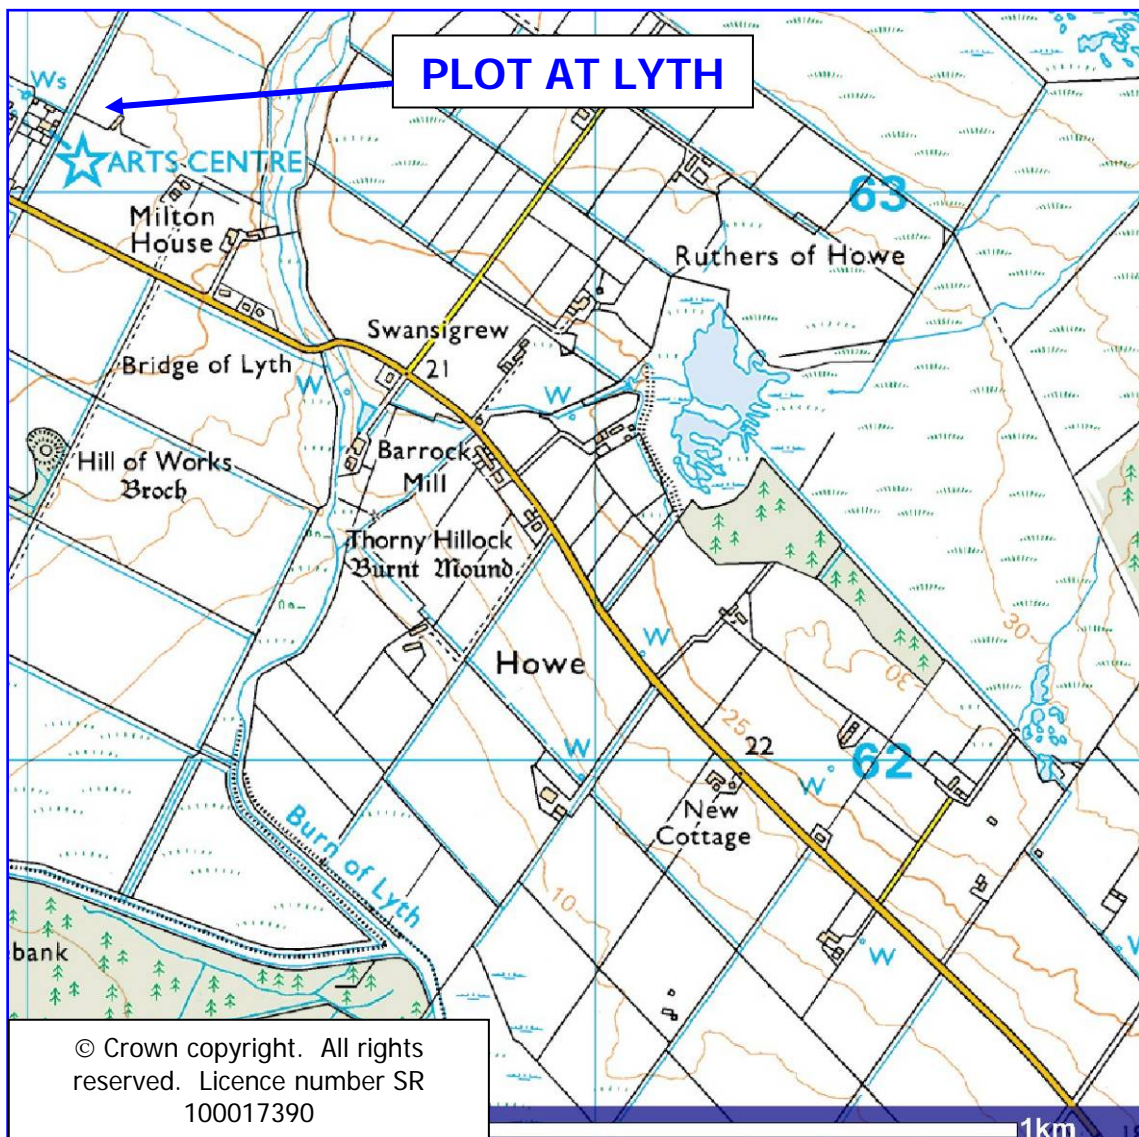 PLOT AT LYTH
Ws
ARTS CENTRE
63
Milton
House
Ruthers of Howe
Swansigrew
21
Bridge of Lyth
W
W
Barrock
Mill
Hill of Works
Broch
Thorny Hillock
Burnt Mound
30
W
Howe
30
25
W
22
62
W
New
Cottage
Burn of Lyth
10
bank
W
W
© Crown copyright. All rights
reserved. Licence number SR
100017390
1km